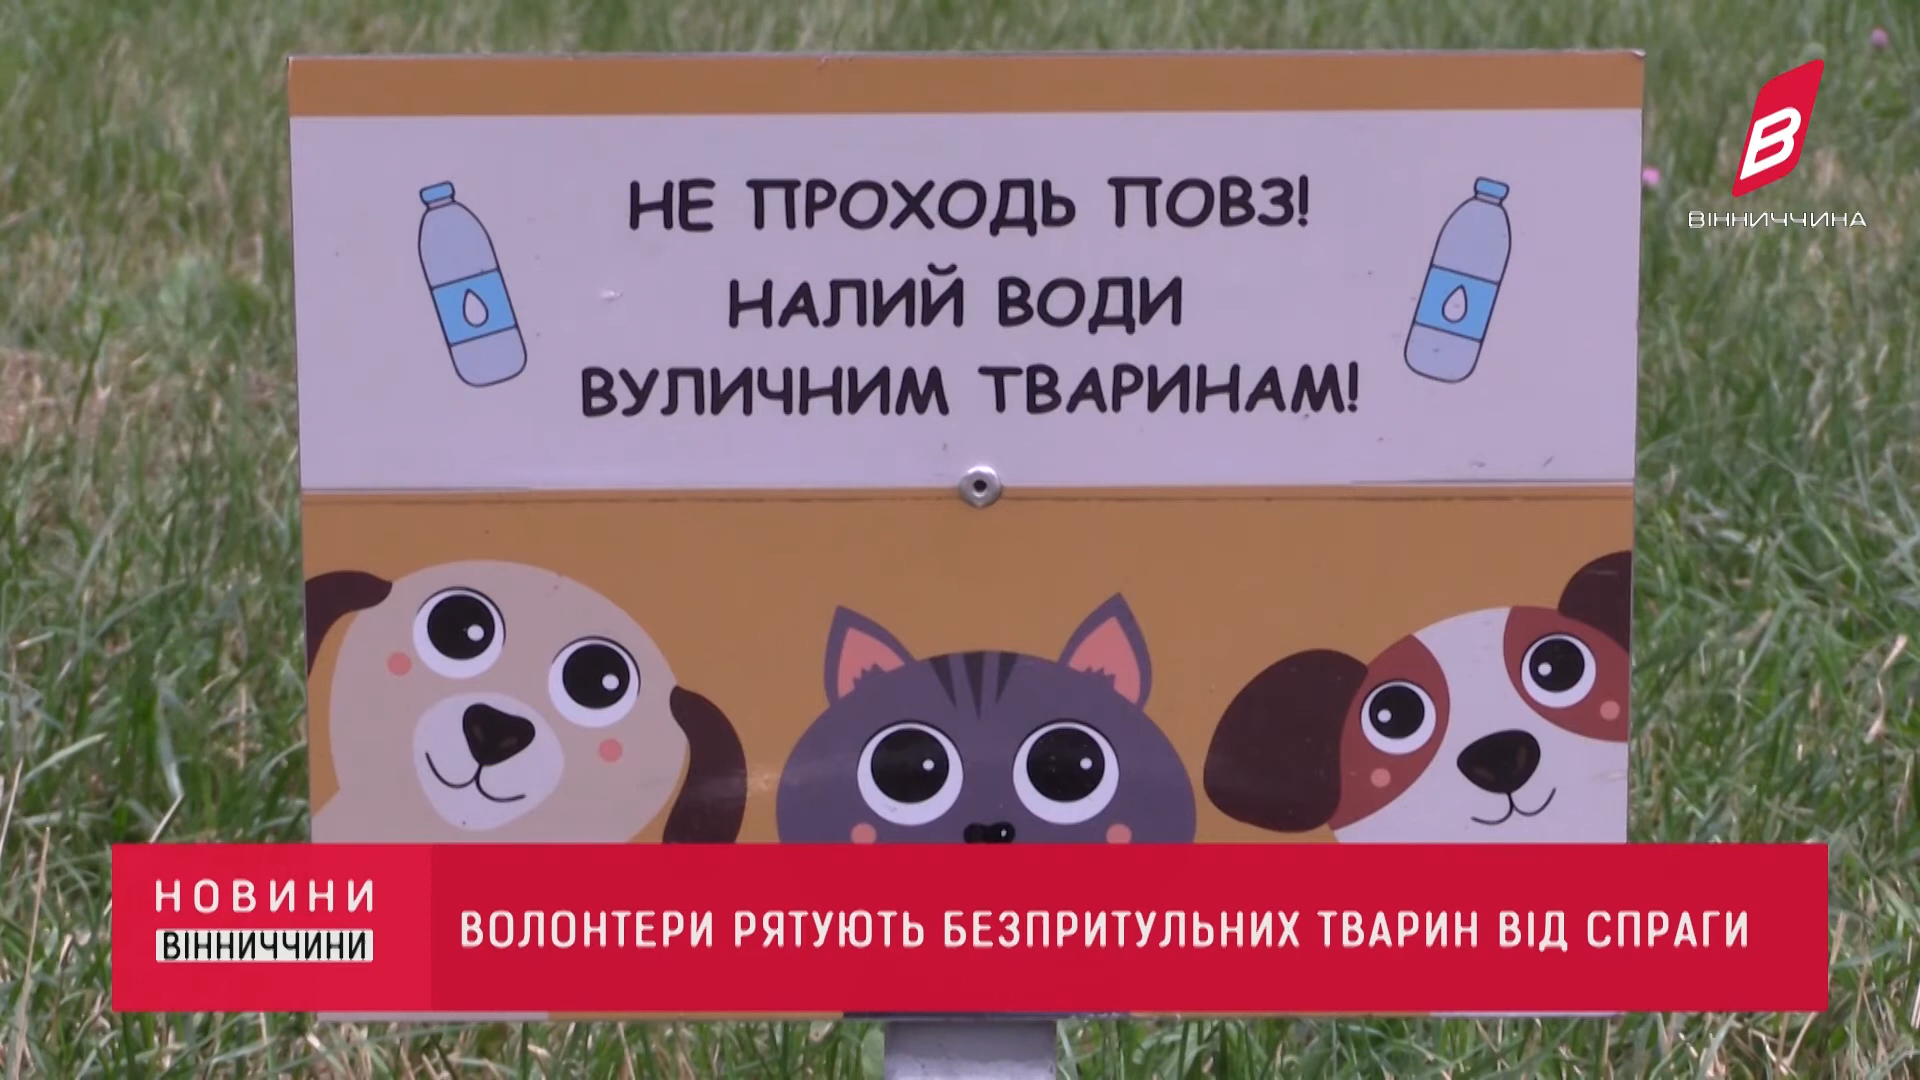 НЕ ПРОХОДЬ ПОВЗ!
НАЛИЙ ВОДИ
ВУЛИЧНИМ ТВАРИНАМ!
В
ВІННИЧЧИНА
НОВИНИ
ВІННИЧЧИНИ
ВОЛОНТЕРИ РЯТУЮТЬ БЕЗПРИТУЛЬНИХ ТВАРИН ВІД СПРАГИ